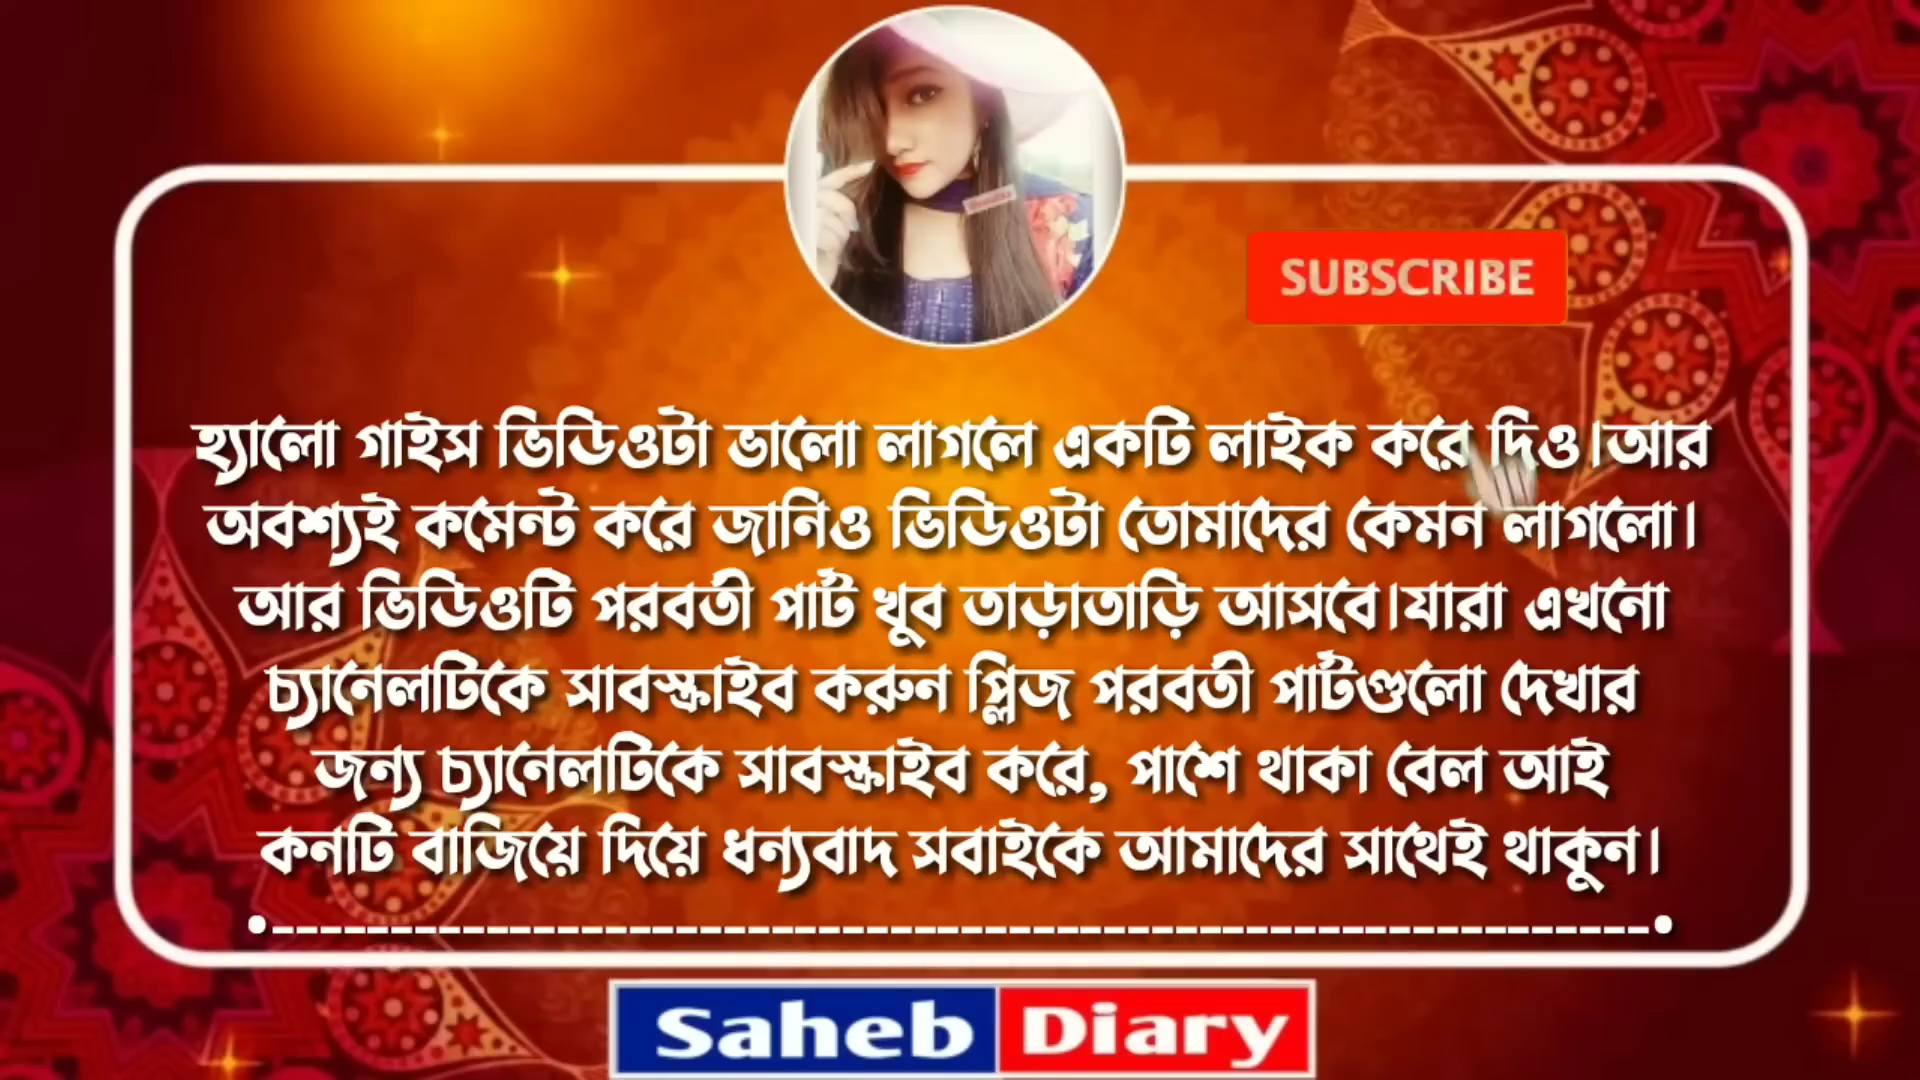 SUBSCRIBE
হ্যালো গাইস ভিডিওটা ভালো লাগলে একটি লাইক করে দিও।আর
অবশ্যই কমেন্ট করে জানিও ভিডিওটা তোমাদের কেমন লাগলো।
আর ভিডিওটি পরবর্তী পার্ট খুব তাড়াতাড়ি আসবে।যারা এখনো
চ্যানেলটিকে সাবস্ক্রাইব করুন প্লিজ পরবর্তী পার্টগুলো দেখার
জন্য চ্যানেলটিকে সাবস্ক্রাইব করে, পাশে থাকা বেল আই
কনটি বাজিয়ে দিয়ে ধন্যবাদ সবাইকে আমাদের সাথেই থাকুন।
Saheb Diary